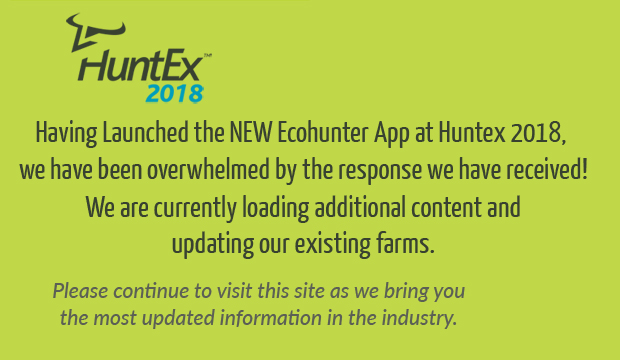 HuntEx™
2018
Having Launched the NEW Ecohunter App at Huntex 2018,
we have been overwhelmed by the response we have received!
We are currently loading additional content and
updating our existing farms.
Please continue to visit this site as we bring you
the most updated information in the industry.